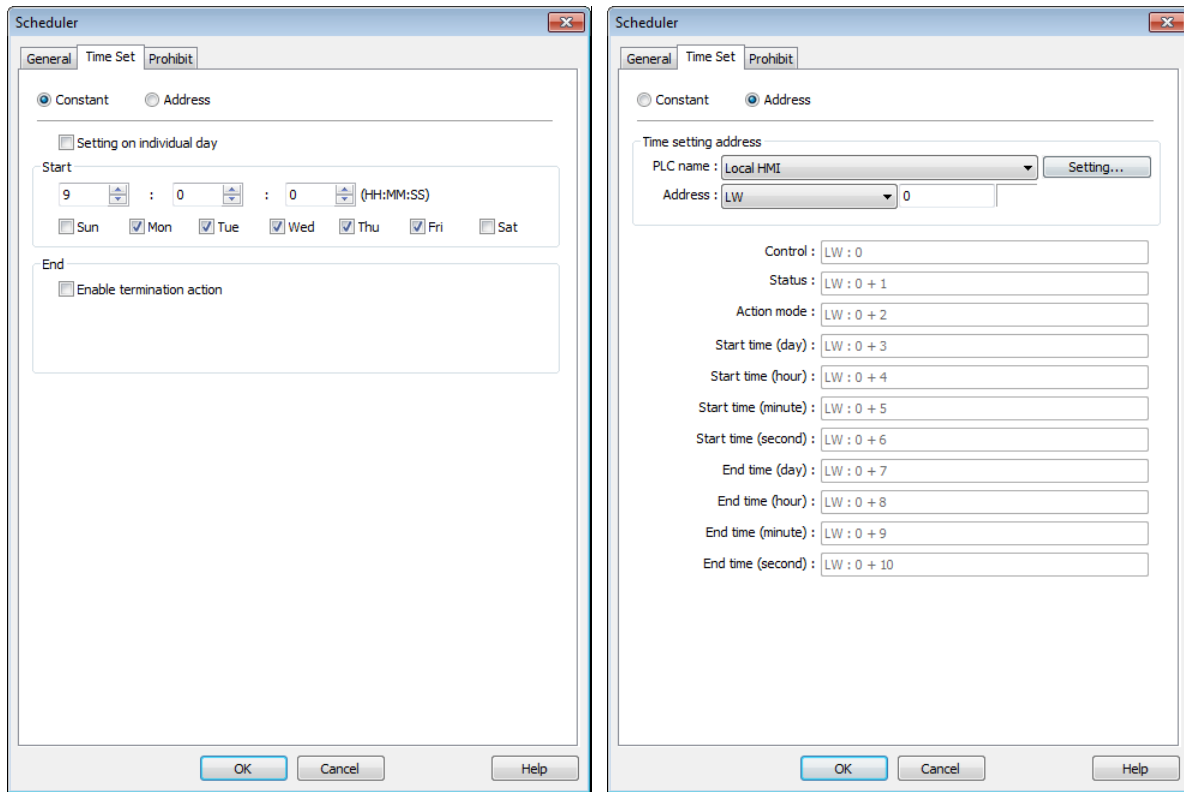 Scheduler
General Time Set Prohibit
Constant Address
Setting on individual day
Start
9 : 0 : 0 (HH:MM:SS)
Sun Mon Tue Wed Thu Fri Sat
End
Enable termination action
OK Cancel Help
Scheduler
General Time Set Prohibit
Constant Address
Time setting address
PLC name : Local HMI Setting...
Address : LW 0
Control : LW : 0
Status : LW : 0 + 1
Action mode : LW : 0 + 2
Start time (day) : LW : 0 + 3
Start time (hour) : LW : 0 + 4
Start time (minute) : LW : 0 + 5
Start time (second) : LW : 0 + 6
End time (day) : LW : 0 + 7
End time (hour) : LW : 0 + 8
End time (minute) : LW : 0 + 9
End time (second) : LW : 0 + 10
OK Cancel Help